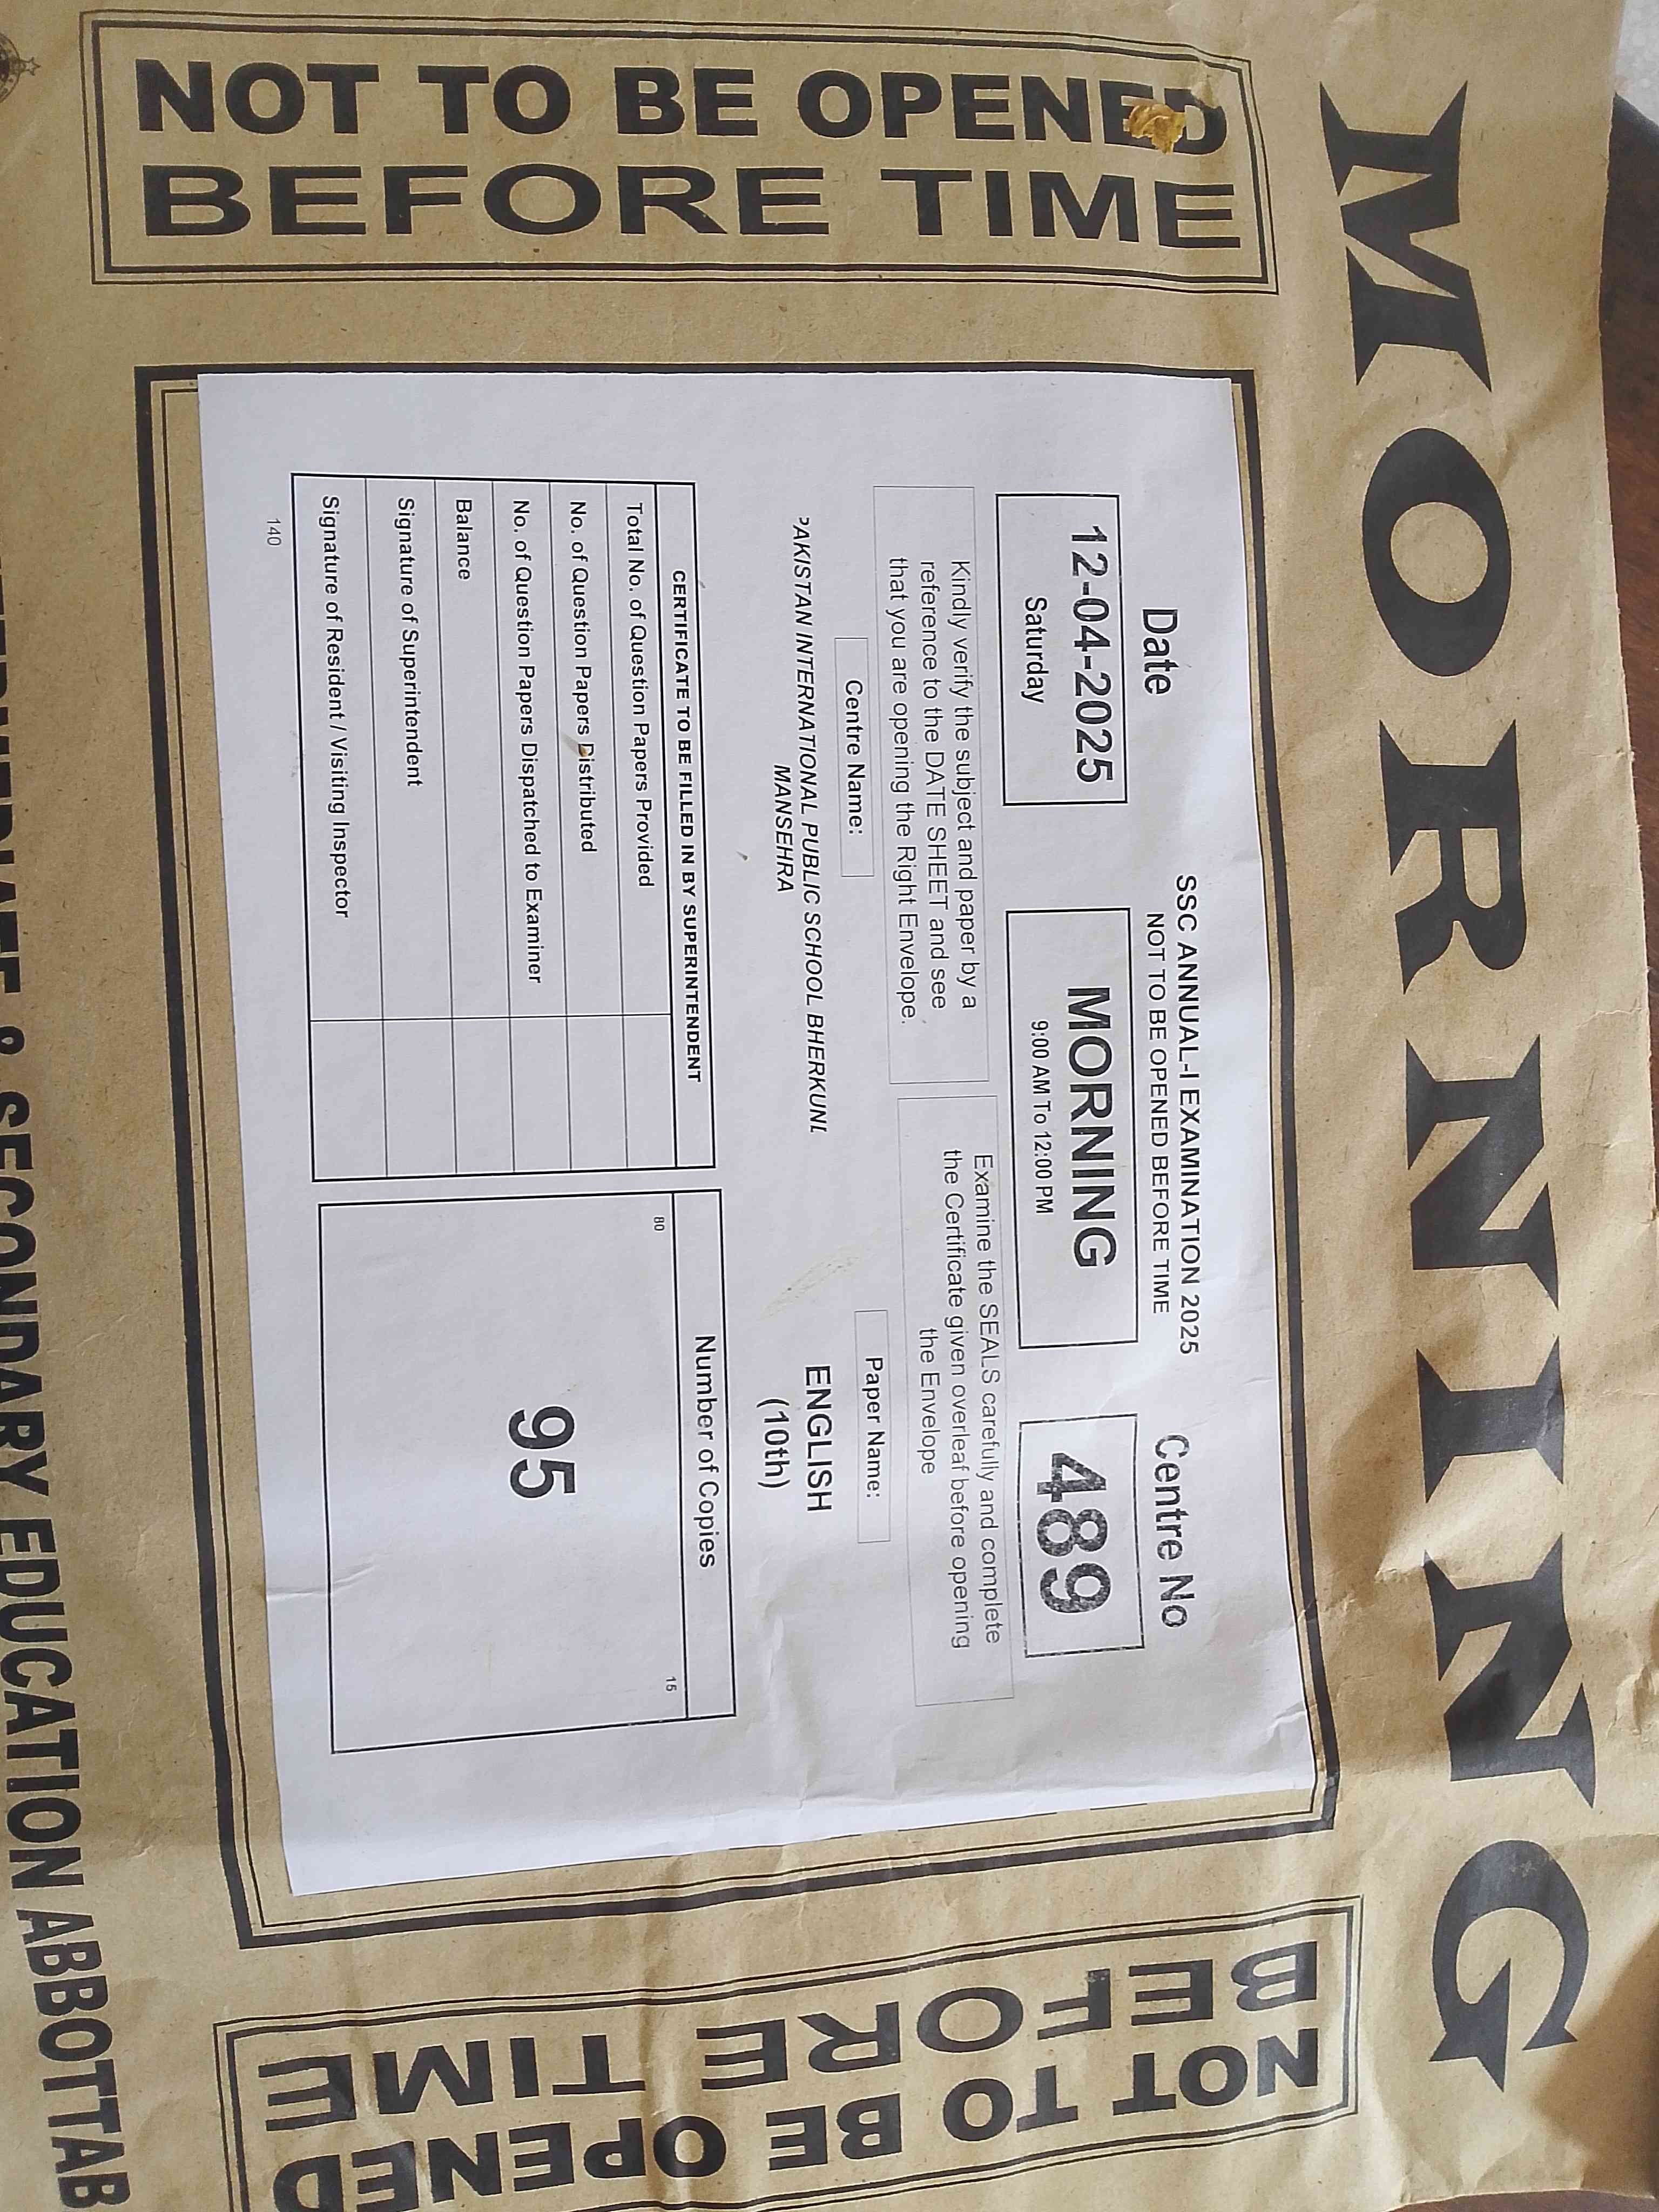 MORNING
NOT TO BE OPENED
BEFORE TIME
SSC ANNUAL-I EXAMINATION 2025
NOT TO BE OPENED BEFORE TIME
Date
Centre No
12-04-2025
Saturday
MORNING
9:00 AM To 12:00 PM
489
Kindly verify the subject and paper by a
reference to the DATE SHEET and see
that you are opening the Right Envelope.
Examine the SEALS carefully and complete
the Certificate given overleaf before opening
the Envelope
Centre Name:
Paper Name:
PAKISTAN INTERNATIONAL PUBLIC SCHOOL BHERKUND
MANSEHRA
ENGLISH
(10th)
CERTIFICATE TO BE FILLED IN BY SUPERINTENDENT
Total No. of Question Papers Provided
No. of Question Papers Distributed
No. of Question Papers Dispatched to Examiner
Balance
Signature of Superintendent
Signature of Resident / Visiting Inspector
Number of Copies
80
15
95
140
NOT TO BE OPENED
BEFORE TIME
& SECONDARY EDUCATION ABBOTTAB